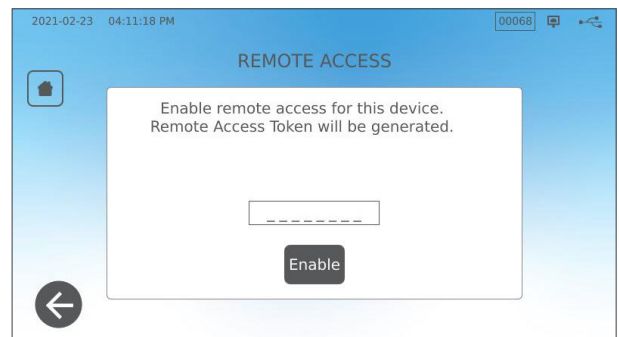 2021-02-23 04:11:18 PM 00068
REMOTE ACCESS
Enable remote access for this device.
Remote Access Token will be generated.
_ _ _ _ _ _ _ _
Enable